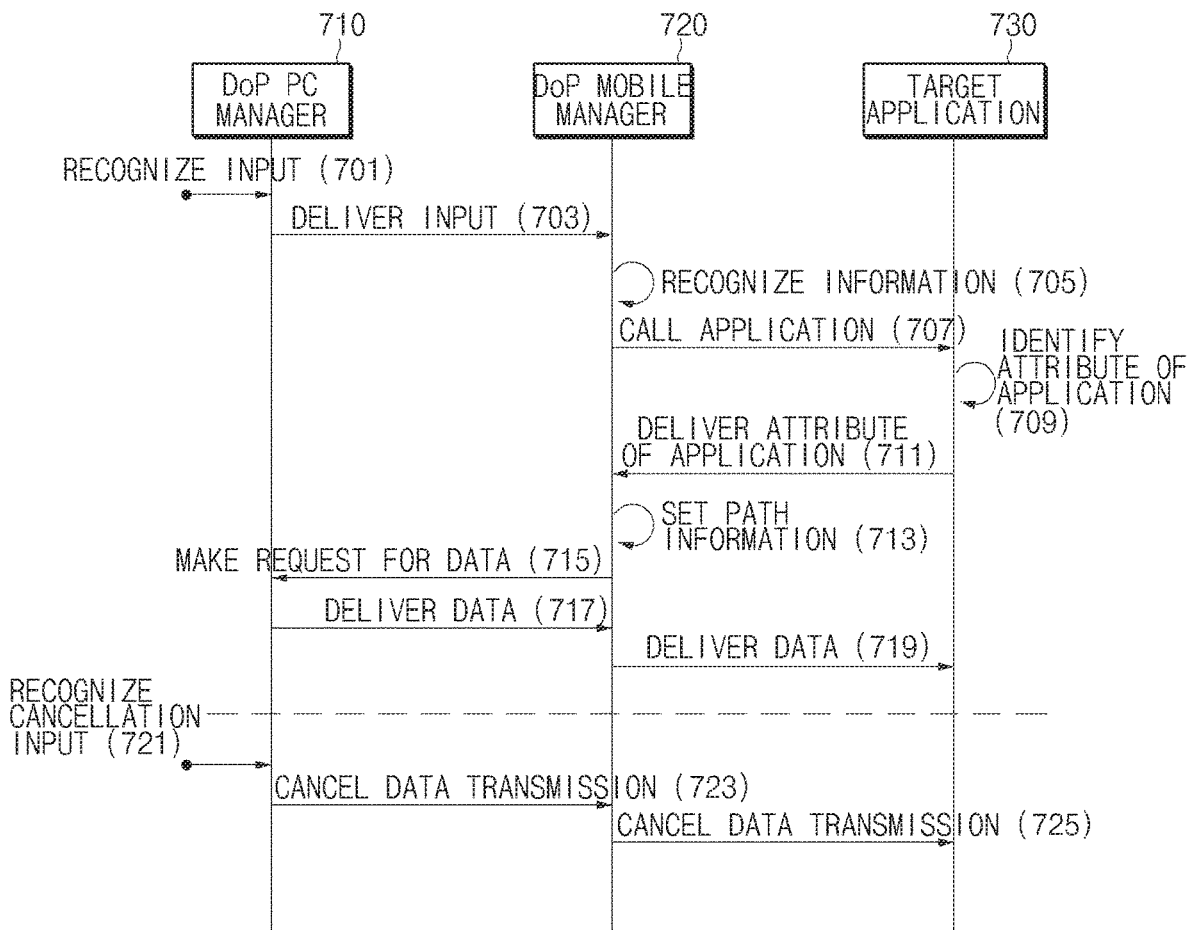 710
720
730
DoP PC
MANAGER
DoP MOBILE
MANAGER
TARGET
APPLICATION
RECOGNIZE INPUT (701)
DELIVER INPUT (703)
RECOGNIZE INFORMATION (705)
CALL APPLICATION (707)
IDENTIFY
ATTRIBUTE OF
APPLICATION
(709)
DELIVER ATTRIBUTE
OF APPLICATION (711)
SET PATH
INFORMATION (713)
MAKE REQUEST FOR DATA (715)
DELIVER DATA (717)
DELIVER DATA (719)
RECOGNIZE
CANCELLATION
INPUT (721)
CANCEL DATA TRANSMISSION (723)
CANCEL DATA TRANSMISSION (725)